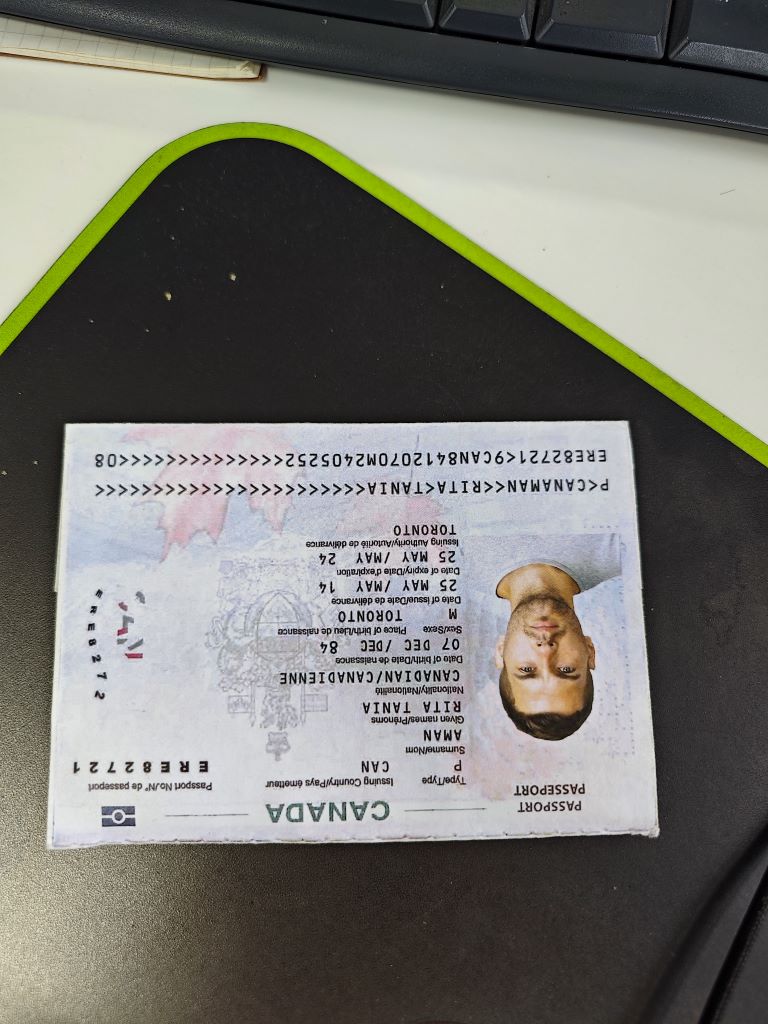 PASSPORT
PASSEPORT
CANADA
Type/Type
Issuing Country/Pays émetteur
Passport No./N° de passeport
P
CAN
ERE82721
Surname/Nom
AMAN
Given names/Prénoms
RITA TANIA
Nationality/Nationalité
CANADIAN/CANADIENNE
Date of birth/Date de naissance
07 DEC /DEC 84
Sex/Sexe
Place of birth/Lieu de naissance
M
TORONTO
Date of issue/Date de délivrance
25 MAY /MAY 14
Date of expiry/Date d'expiration
25 MAY /MAY 24
Issuing Authority/Autorité de délivrance
TORONTO
ERE8272
P<CANAMAN<<RITA<TANIA<<<<<<<<<<<<<<<<<<<<<<<
ERE82721<9CAN8412070M2405252<<<<<<<<<<<<<<08